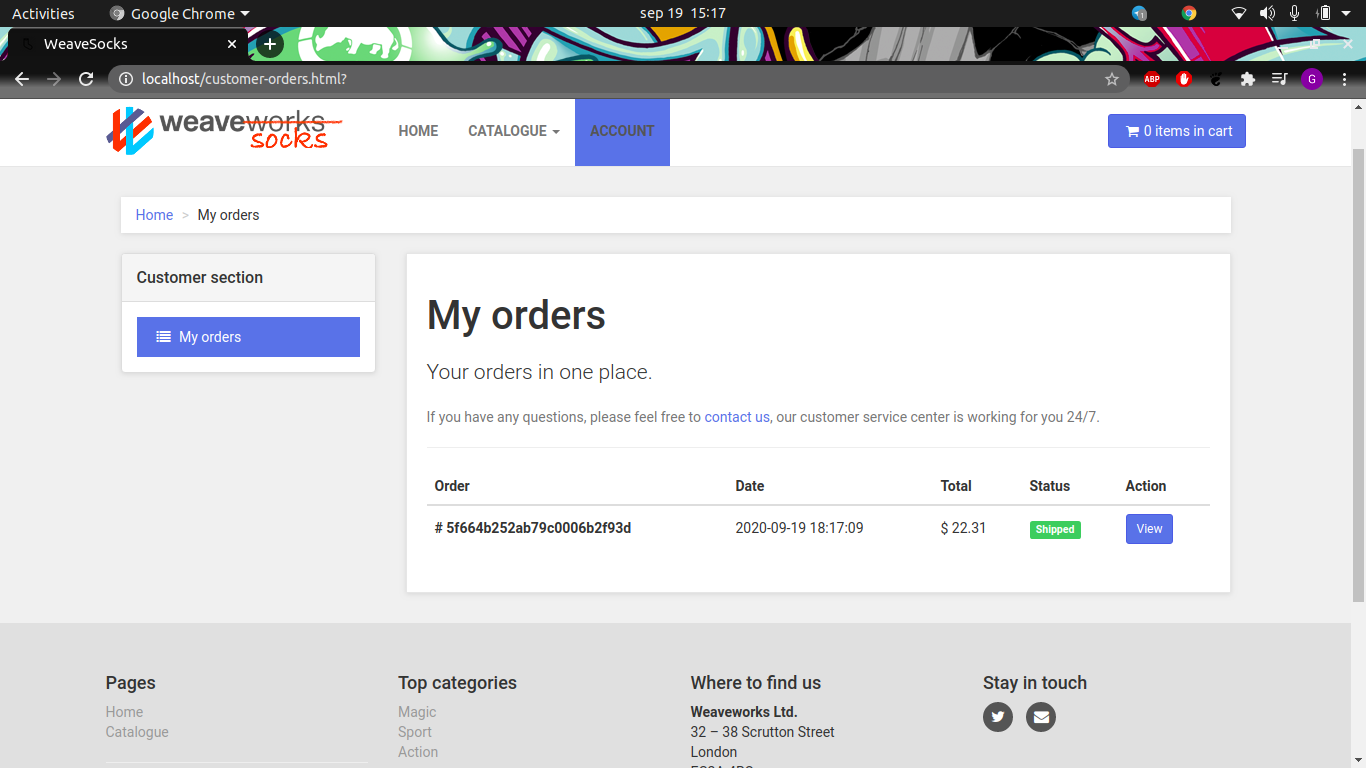 Activities Google Chrome sep 19 15:17
WeaveSocks
localhost/customer-orders.html?
ABP G
weaveworks
socks
HOME CATALOGUE ACCOUNT 0 items in cart
Home > My orders
Customer section
My orders
My orders
Your orders in one place.
If you have any questions, please feel free to contact us, our customer service center is working for you 24/7.
Order Date Total Status Action
# 5f664b252ab79c0006b2f93d 2020-09-19 18:17:09 $ 22.31 Shipped View
Pages Top categories Where to find us Stay in touch
Home Magic Weaveworks Ltd.
Catalogue Sport 32 – 38 Scrutton Street
Action London